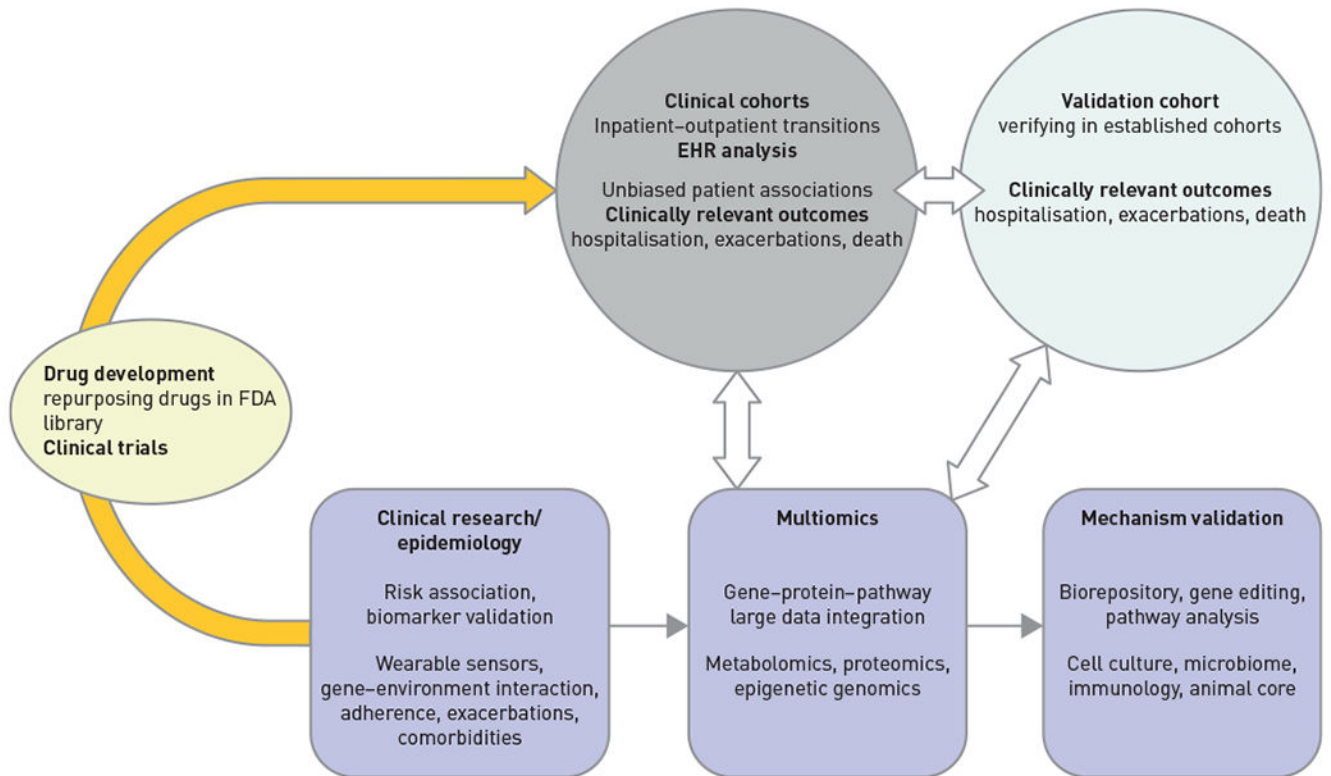 Clinical cohorts
Inpatient–outpatient transitions
EHR analysis
Unbiased patient associations
Clinically relevant outcomes
hospitalisation, exacerbations, death
Validation cohort
verifying in established cohorts
Clinically relevant outcomes
hospitalisation, exacerbations, death
Drug development
repurposing drugs in FDA
library
Clinical trials
Clinical research/
epidemiology
Risk association,
biomarker validation
Wearable sensors,
gene–environment interaction,
adherence, exacerbations,
comorbidities
Multiomics
Gene–protein–pathway
large data integration
Metabolomics, proteomics,
epigenetic genomics
Mechanism validation
Biorepository, gene editing,
pathway analysis
Cell culture, microbiome,
immunology, animal core